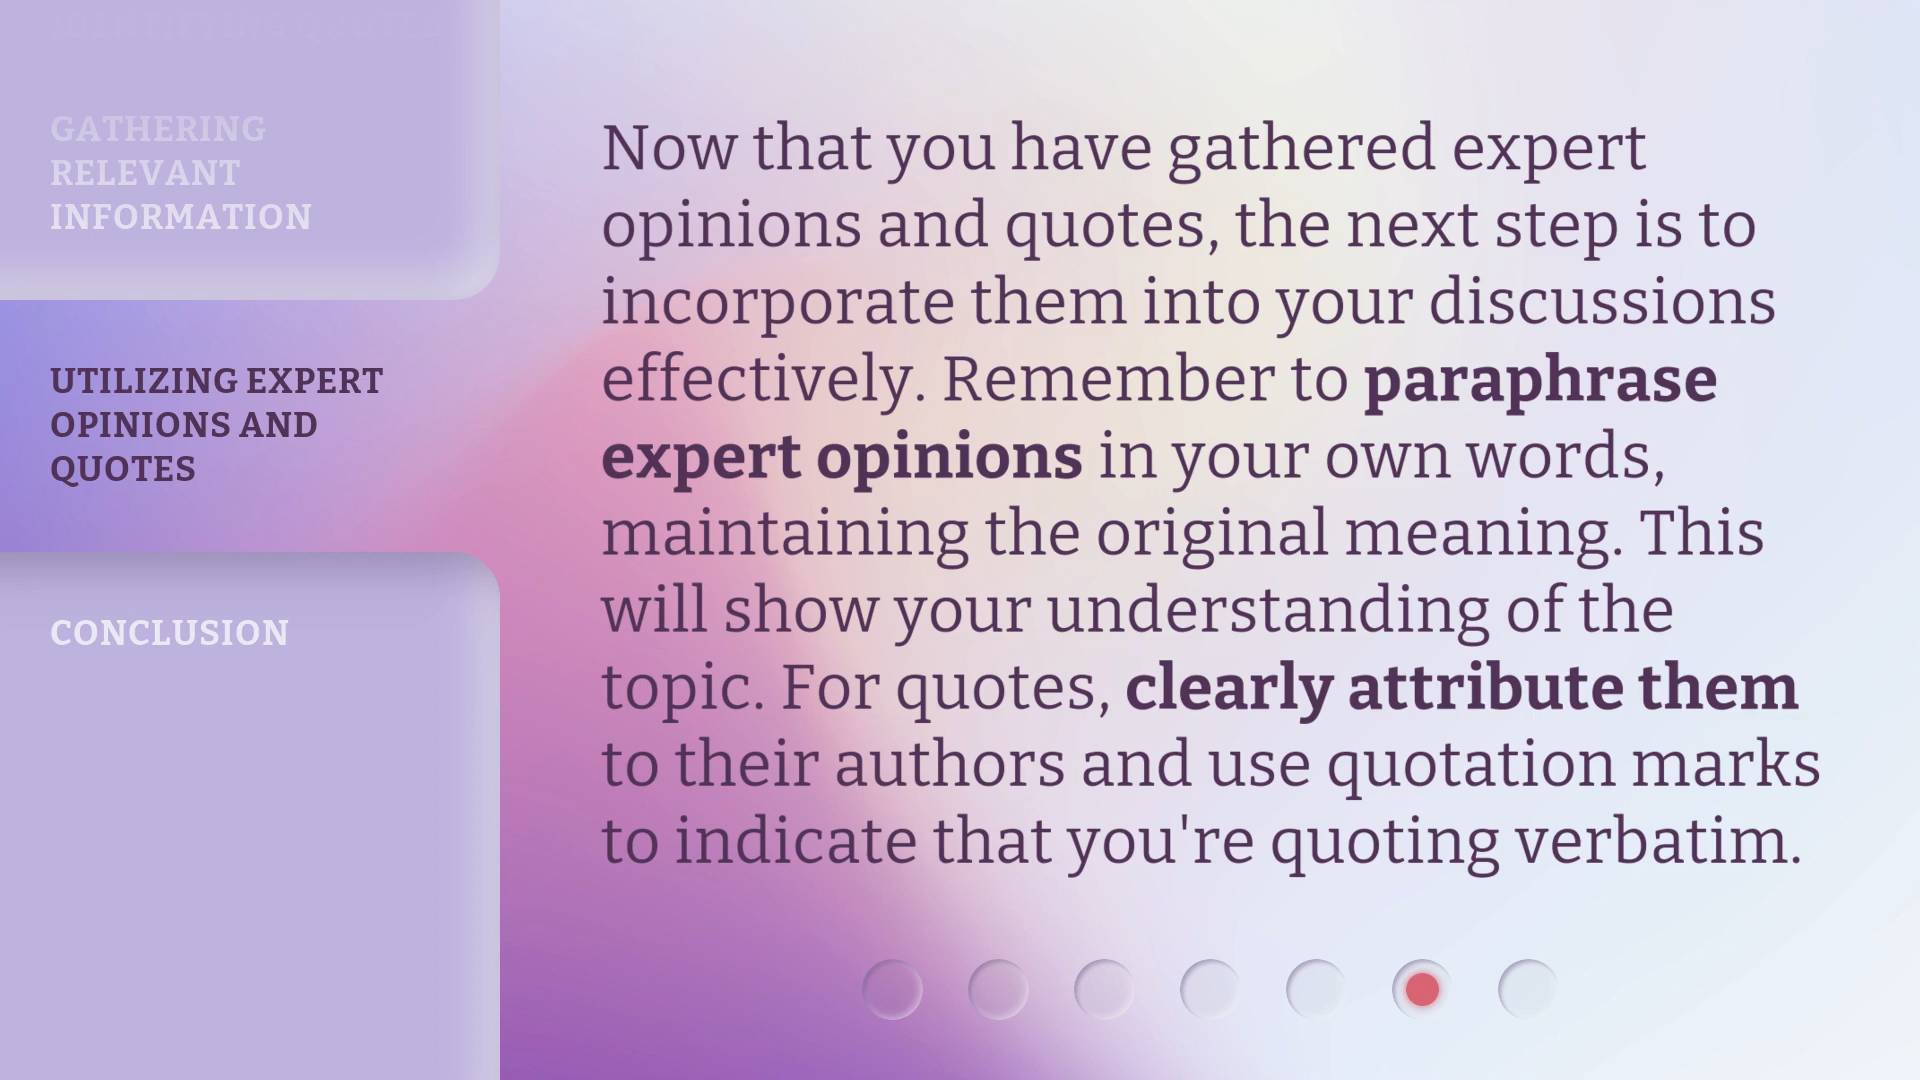 GATHERING
RELEVANT
INFORMATION
UTILIZING EXPERT
OPINIONS AND
QUOTES
CONCLUSION
Now that you have gathered expert
opinions and quotes, the next step is to
incorporate them into your discussions
effectively. Remember to paraphrase
expert opinions in your own words,
maintaining the original meaning. This
will show your understanding of the
topic. For quotes, clearly attribute them
to their authors and use quotation marks
to indicate that you're quoting verbatim.